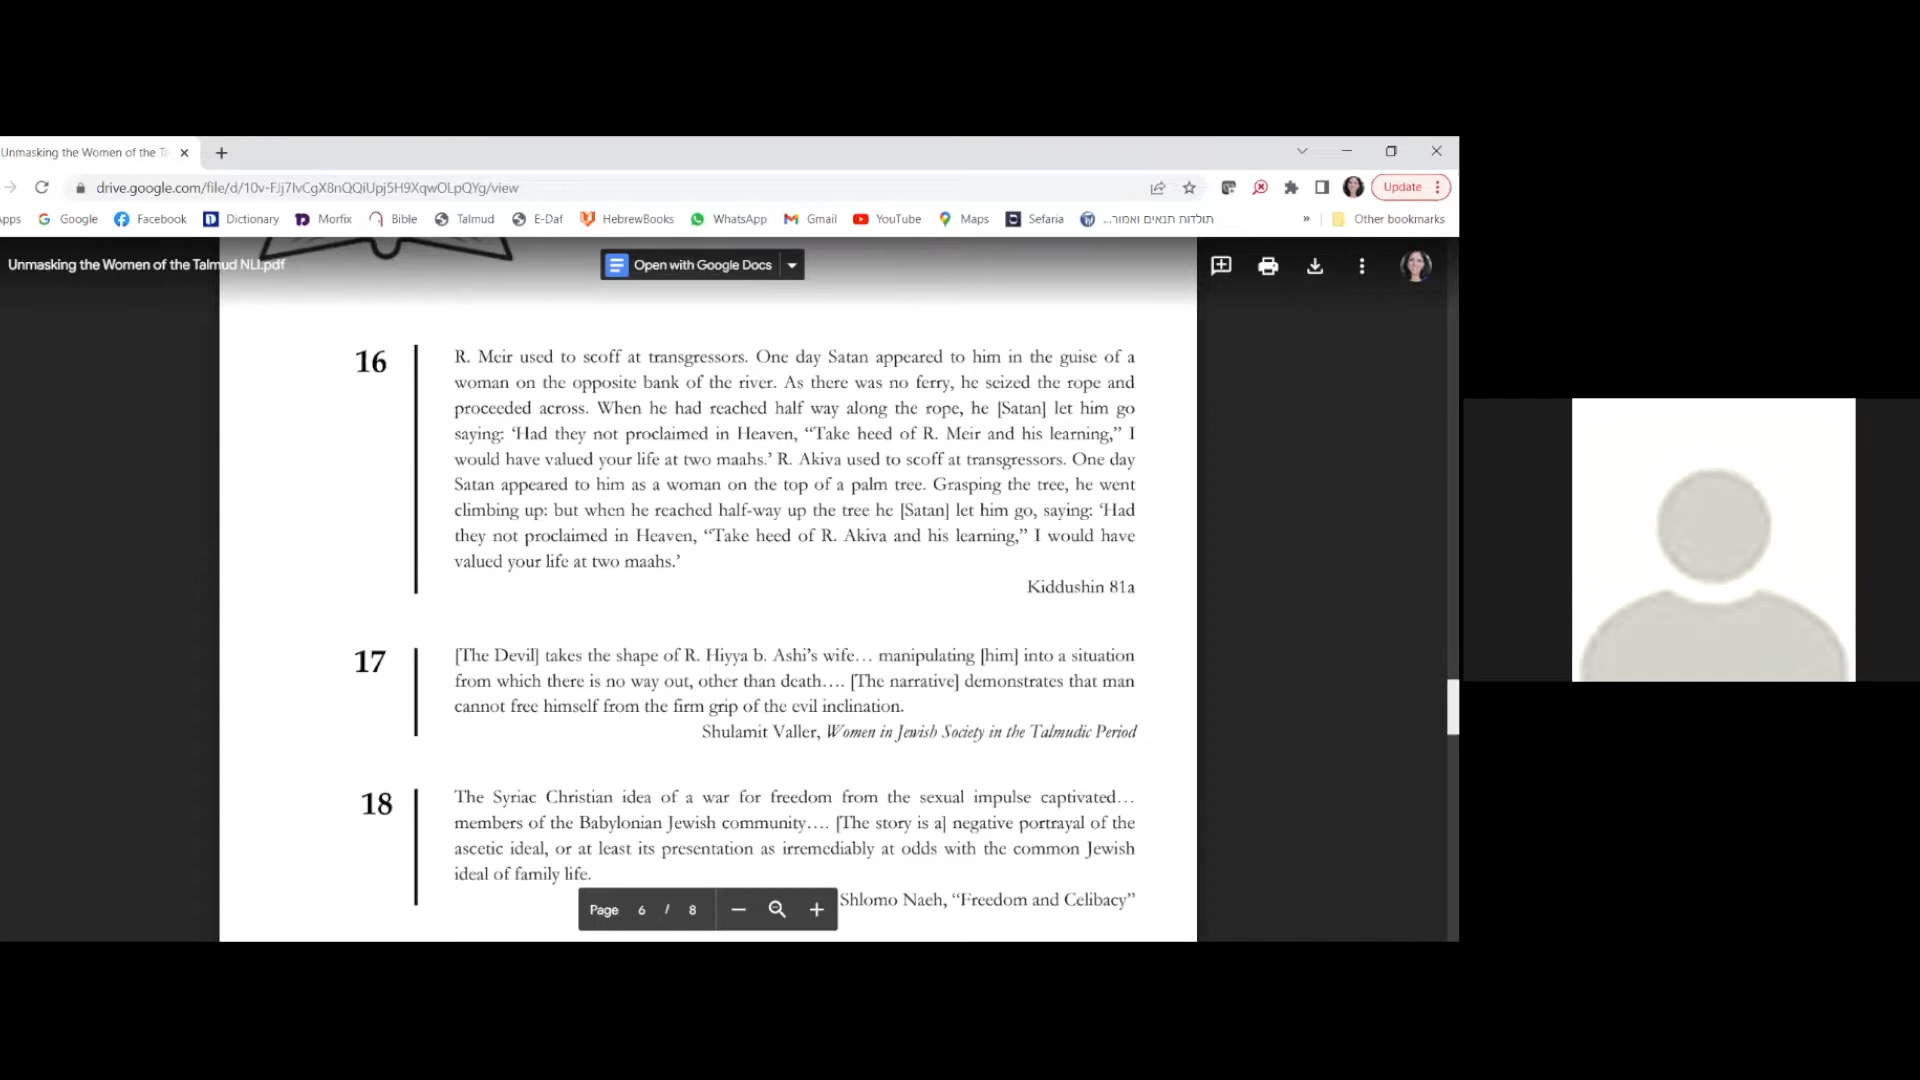 Unmasking the Women of the T
drive.google.com/file/d/10v-FJj7IvCgX8nQQiUpj5H9XqwOLpQYg/view
Update
pps Google Facebook Dictionary Morfix Bible Talmud E-Daf HebrewBooks WhatsApp Gmail YouTube Maps Sefaria תולדות תנאים ואמור... » Other bookmarks
Unmasking the Women of the Talmud NLI.pdf
Open with Google Docs
16
R. Meir used to scoff at transgressors. One day Satan appeared to him in the guise of a
woman on the opposite bank of the river. As there was no ferry, he seized the rope and
proceeded across. When he had reached half way along the rope, he [Satan] let him go
saying: ‘Had they not proclaimed in Heaven, “Take heed of R. Meir and his learning,” I
would have valued your life at two maahs.’ R. Akiva used to scoff at transgressors. One day
Satan appeared to him as a woman on the top of a palm tree. Grasping the tree, he went
climbing up: but when he reached half-way up the tree he [Satan] let him go, saying: ‘Had
they not proclaimed in Heaven, “Take heed of R. Akiva and his learning,” I would have
valued your life at two maahs.’
Kiddushin 81a
17
[The Devil] takes the shape of R. Hiyya b. Ashi’s wife… manipulating [him] into a situation
from which there is no way out, other than death…. [The narrative] demonstrates that man
cannot free himself from the firm grip of the evil inclination.
Shulamit Valler, Women in Jewish Society in the Talmudic Period
18
The Syriac Christian idea of a war for freedom from the sexual impulse captivated…
members of the Babylonian Jewish community…. [The story is a] negative portrayal of the
ascetic ideal, or at least its presentation as irremediably at odds with the common Jewish
ideal of family life.
Shlomo Naeh, “Freedom and Celibacy”
Page 6 / 8